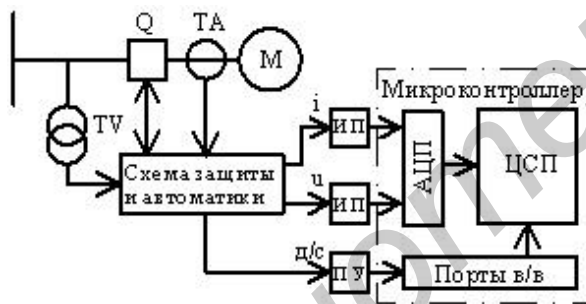 Q
TA
M
TV
Микроконтроллер
i
ИП
Схема защиты
и автоматики
u
ИП
АЦП
ЦСП
д/с
ПУ
Порты в/в